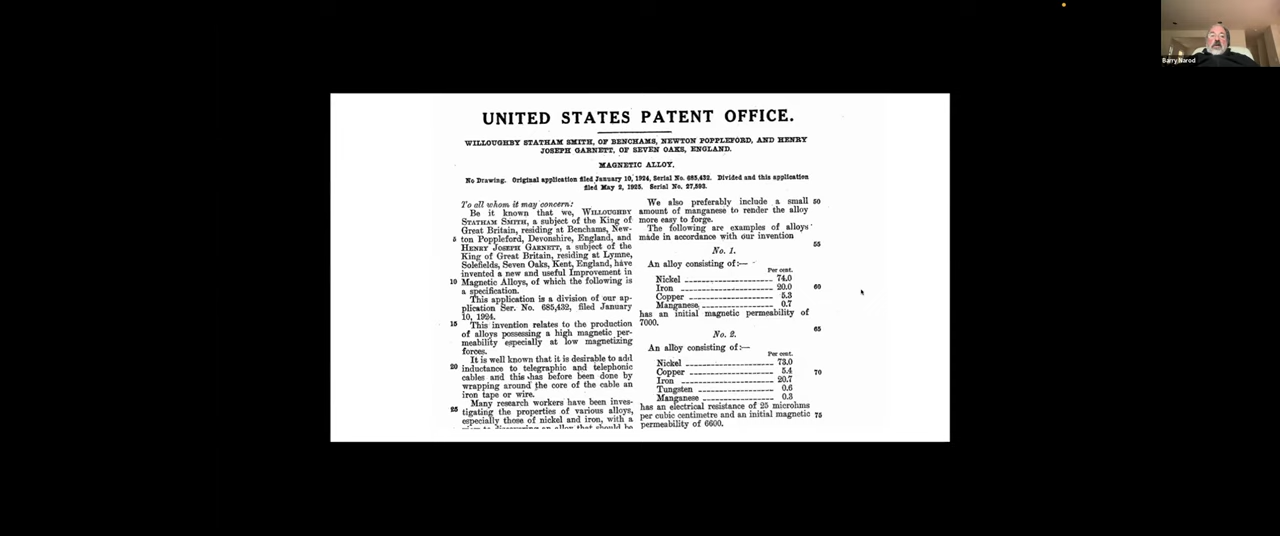 Barry Narod
UNITED STATES PATENT OFFICE.
WILLOUGHBY STATHAM SMITH, OF BENCHAMS, NEWTON POPPLEFORD, AND HENRY
JOSEPH GARNETT, OF SEVEN OAKS, ENGLAND.
MAGNETIC ALLOY.
No Drawing. Original application filed January 10, 1924, Serial No. 685,432. Divided and this application
filed May 2, 1925. Serial No. 27,593.
To all whom it may concern:
Be it known that we, WILLOUGHBY
STATHAM SMITH, a subject of the King of
Great Britain, residing at Benchams, New-
5 ton Poppleford, Devonshire, England, and
HENRY JOSEPH GARNETT, a subject of the
King of Great Britain, residing at Lymne,
Solefields, Seven Oaks, Kent, England, have
invented a new and useful Improvement in
10 Magnetic Alloys, of which the following is
a specification.
This application is a division of our ap-
plication Ser. No. 685,432, filed January
10, 1924.
15 This invention relates to the production
of alloys possessing a high magnetic per-
meability especially at low magnetizing
forces.
It is well known that it is desirable to add
20 inductance to telegraphic and telephonic
cables and this has before been done by
wrapping around the core of the cable an
iron tape or wire.
Many research workers have been inves-
25 tigating the properties of various alloys,
especially those of nickel and iron, with a
We also preferably include a small 50
amount of manganese to render the alloy
more easy to forge.
The following are examples of alloys
made in accordance with our invention
55
No. 1.
An alloy consisting of:—
Per cent.
Nickel 74.0
Iron 20.0 60
Copper 5.3
Manganese 0.7
has an initial magnetic permeability of
7000.
65
No. 2.
An alloy consisting of:—
Per cent.
Nickel 73.0
Copper 5.4 70
Iron 20.7
Tungsten 0.6
Manganese 0.3
has an electrical resistance of 25 microhms
per cubic centimetre and an initial magnetic 75
permeability of 6600.